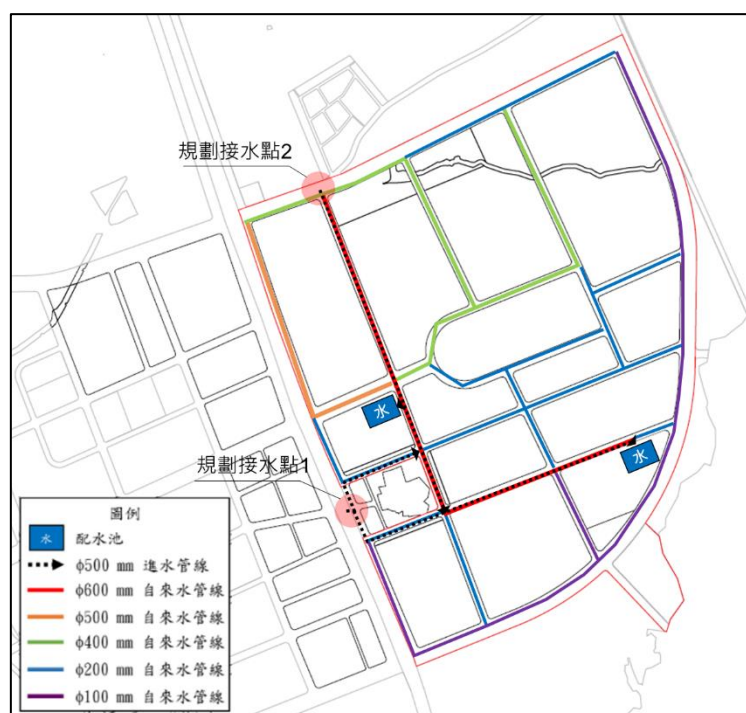 規劃接水點2
水
水
規劃接水點1
圖例
水 配水池
ϕ500 mm 進水管線
ϕ600 mm 自來水管線
ϕ500 mm 自來水管線
ϕ400 mm 自來水管線
ϕ200 mm 自來水管線
ϕ100 mm 自來水管線